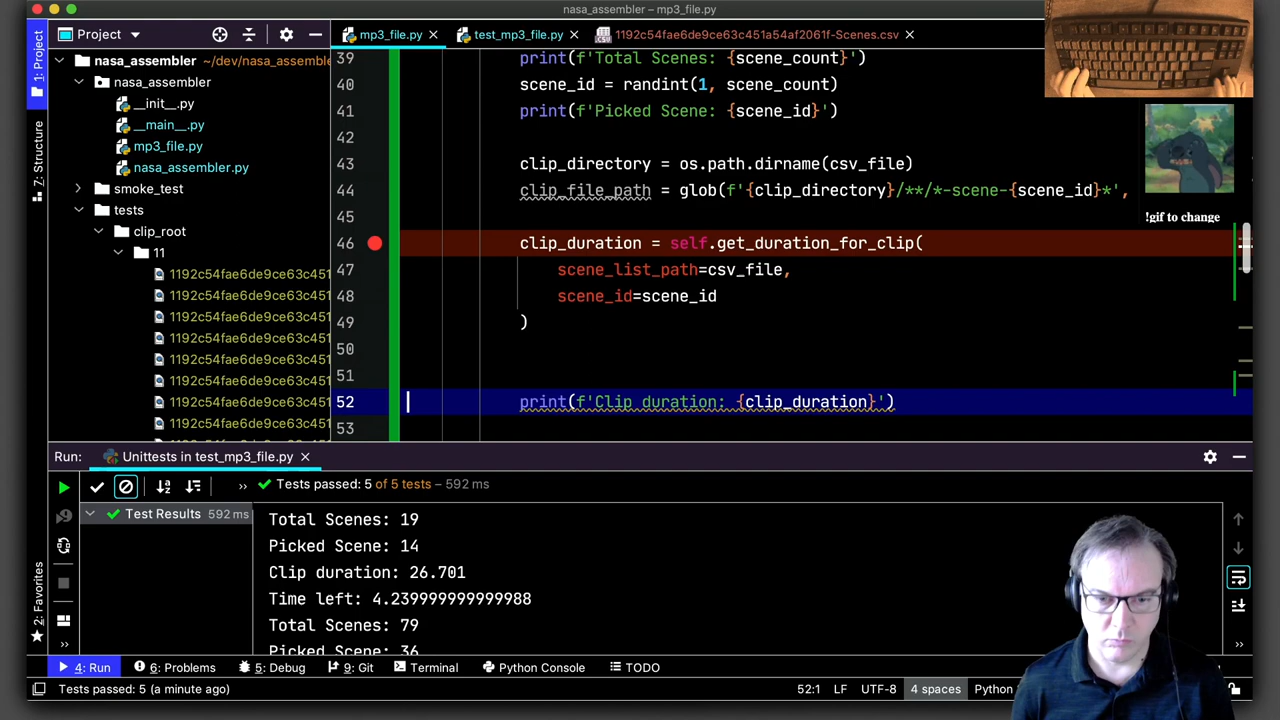 nasa_assembler – mp3_file.py
Project
mp3_file.py
test_mp3_file.py
1192c54fae6de9ce63c451a54af2061f-Scenes.csv
1: Project
7: Structure
2: Favorites
nasa_assembler ~/dev/nasa_assemble
nasa_assembler
__init__.py
__main__.py
mp3_file.py
nasa_assembler.py
smoke_test
tests
clip_root
11
1192c54fae6de9ce63c451
1192c54fae6de9ce63c451
1192c54fae6de9ce63c451
1192c54fae6de9ce63c451
1192c54fae6de9ce63c451
1192c54fae6de9ce63c451
1192c54fae6de9ce63c451
1192c54fae6de9ce63c451
39 print(f'Total Scenes: {scene_count}')
40 scene_id = randint(1, scene_count)
41 print(f'Picked Scene: {scene_id}')
42
43 clip_directory = os.path.dirname(csv_file)
44 clip_file_path = glob(f'{clip_directory}/**/*-scene-{scene_id}*',
45
46 clip_duration = self.get_duration_for_clip(
47 scene_list_path=csv_file,
48 scene_id=scene_id
49 )
50
51
52 print(f'Clip duration: {clip_duration}')
53
!gif to change
Run: Unittests in test_mp3_file.py
Tests passed: 5 of 5 tests – 592 ms
Test Results 592 ms
Total Scenes: 19
Picked Scene: 14
Clip duration: 26.701
Time left: 4.239999999999988
Total Scenes: 79
Picked Scene: 36
4: Run
6: Problems
5: Debug
9: Git
Terminal
Python Console
TODO
Tests passed: 5 (a minute ago)
52:1 LF UTF-8 4 spaces Python